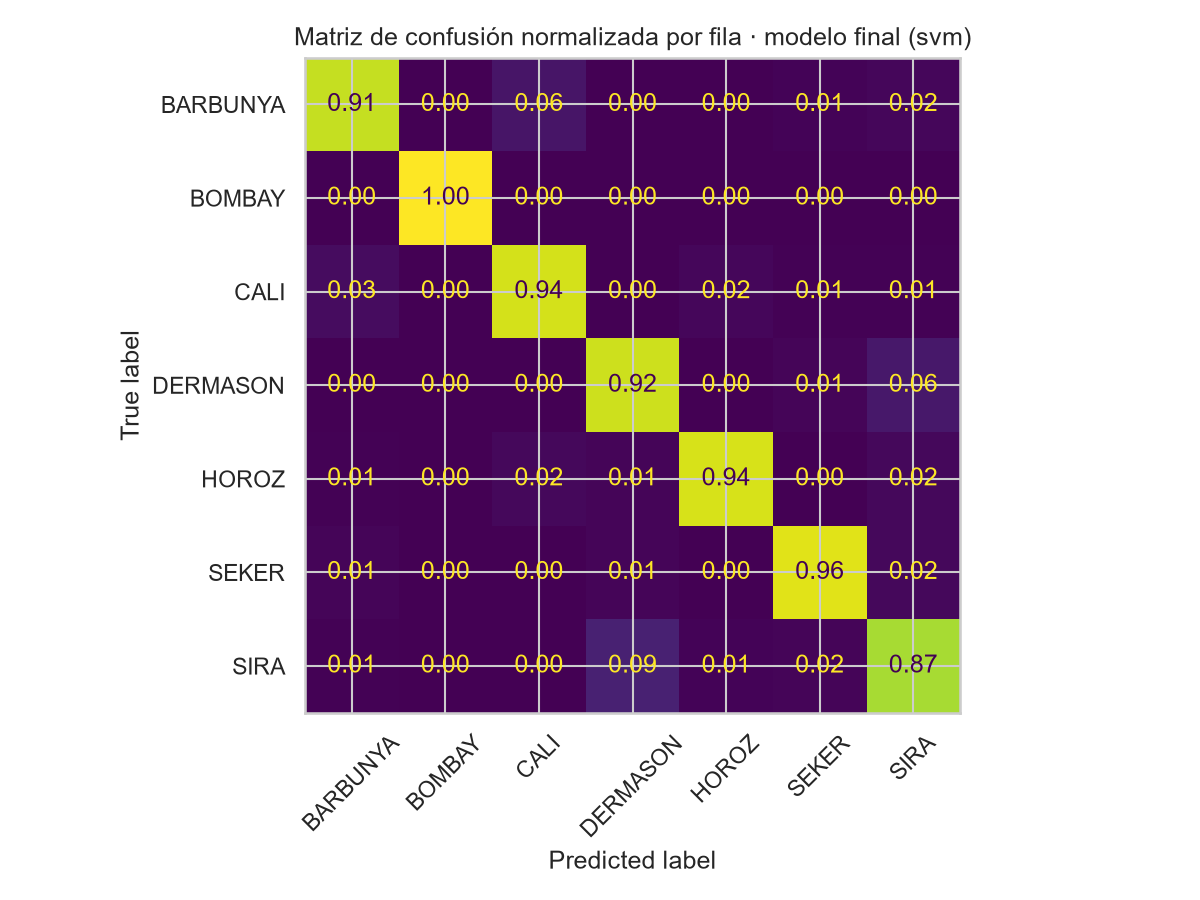 Matriz de confusión normalizada por fila · modelo final (svm)
True label
BARBUNYA 0.91 0.00 0.06 0.00 0.00 0.01 0.02
BOMBAY 0.00 1.00 0.00 0.00 0.00 0.00 0.00
CALI 0.03 0.00 0.94 0.00 0.02 0.01 0.01
DERMASON 0.00 0.00 0.00 0.92 0.00 0.01 0.06
HOROZ 0.01 0.00 0.02 0.01 0.94 0.00 0.02
SEKER 0.01 0.00 0.00 0.01 0.00 0.96 0.02
SIRA 0.01 0.00 0.00 0.09 0.01 0.02 0.87
BARBUNYA BOMBAY CALI DERMASON HOROZ SEKER SIRA
Predicted label